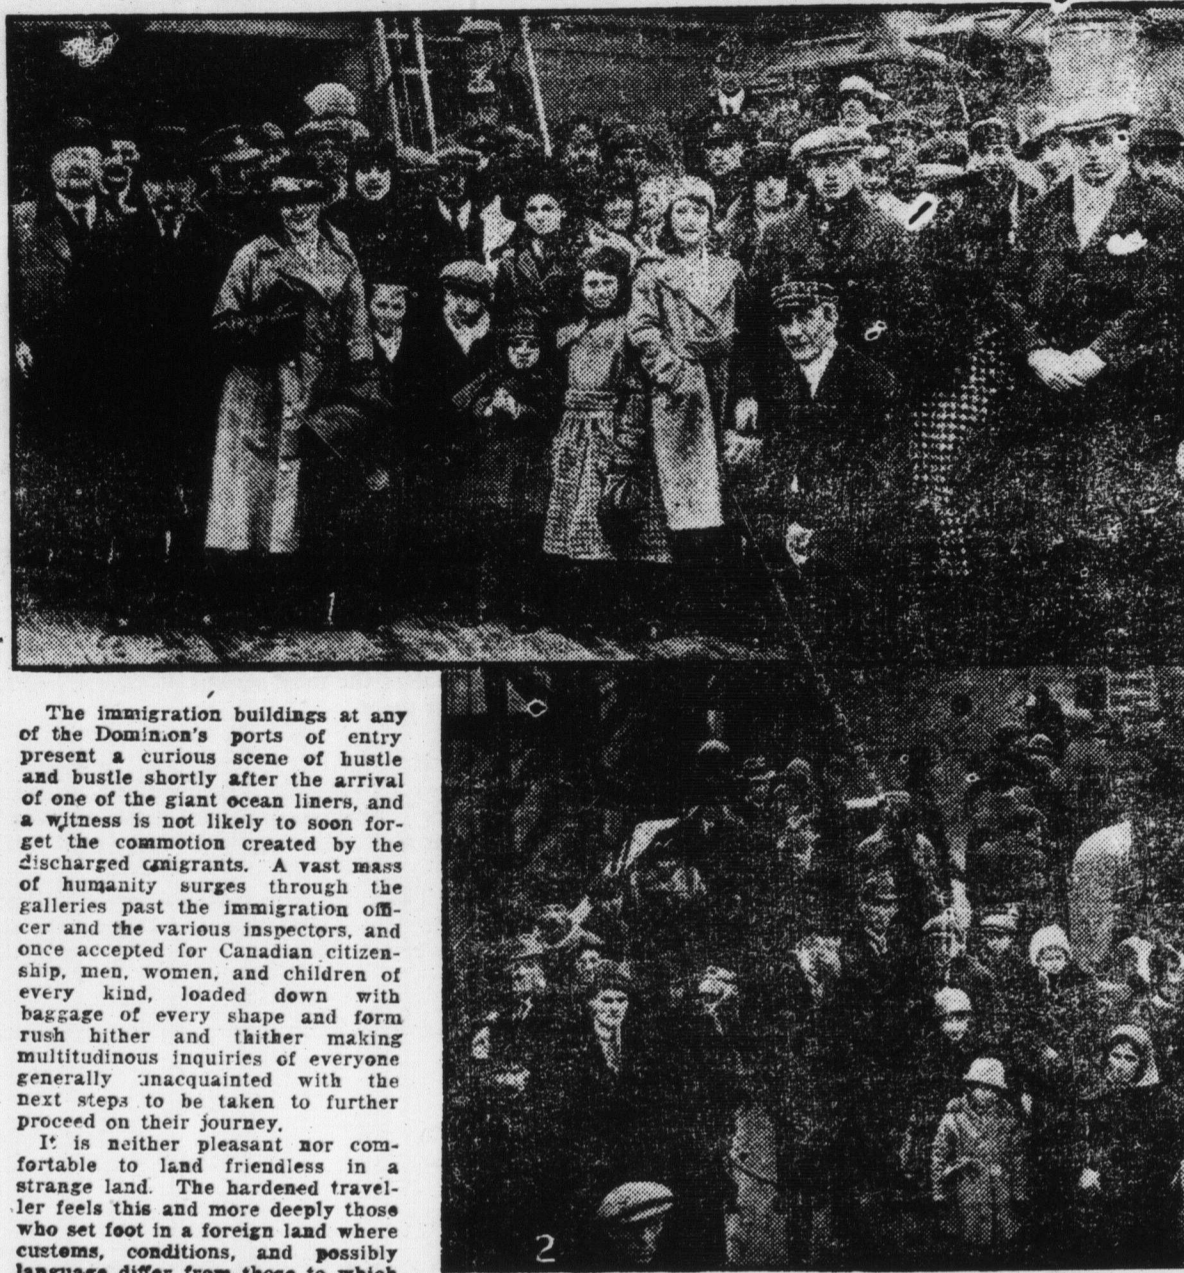 1
The immigration buildings at any
of the Dominion's ports of entry
present a curious scene of hustle
and bustle shortly after the arrival
of one of the giant ocean liners, and
a witness is not likely to soon for-
get the commotion created by the
discharged emigrants. A vast mass
of humanity surges through the
galleries past the immigration offi-
cer and the various inspectors, and
once accepted for Canadian citizen-
ship, men, women, and children of
every kind, loaded down with
baggage of every shape and form
rush hither and thither making
multitudinous inquiries of everyone
generally unacquainted with the
next steps to be taken to further
proceed on their journey.
It is neither pleasant nor com-
fortable to land friendless in a
strange land. The hardened travel-
ler feels this and more deeply those
who set foot in a foreign land where
customs, conditions, and possibly
language differ from those to which
2